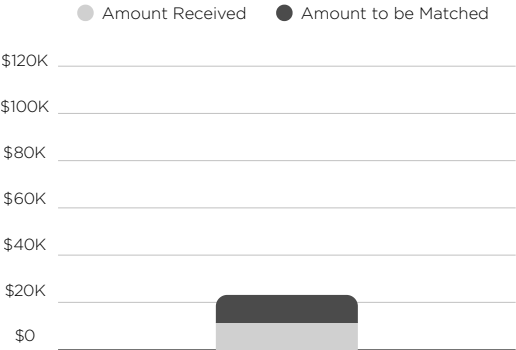 Amount Received Amount to be Matched
$120K
$100K
$80K
$60K
$40K
$20K
$0